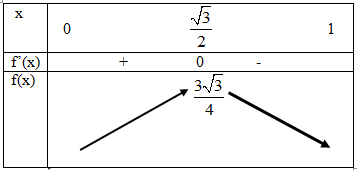 x 0 √3/2 1
f'(x) + 0 -
f(x) 3√3/4